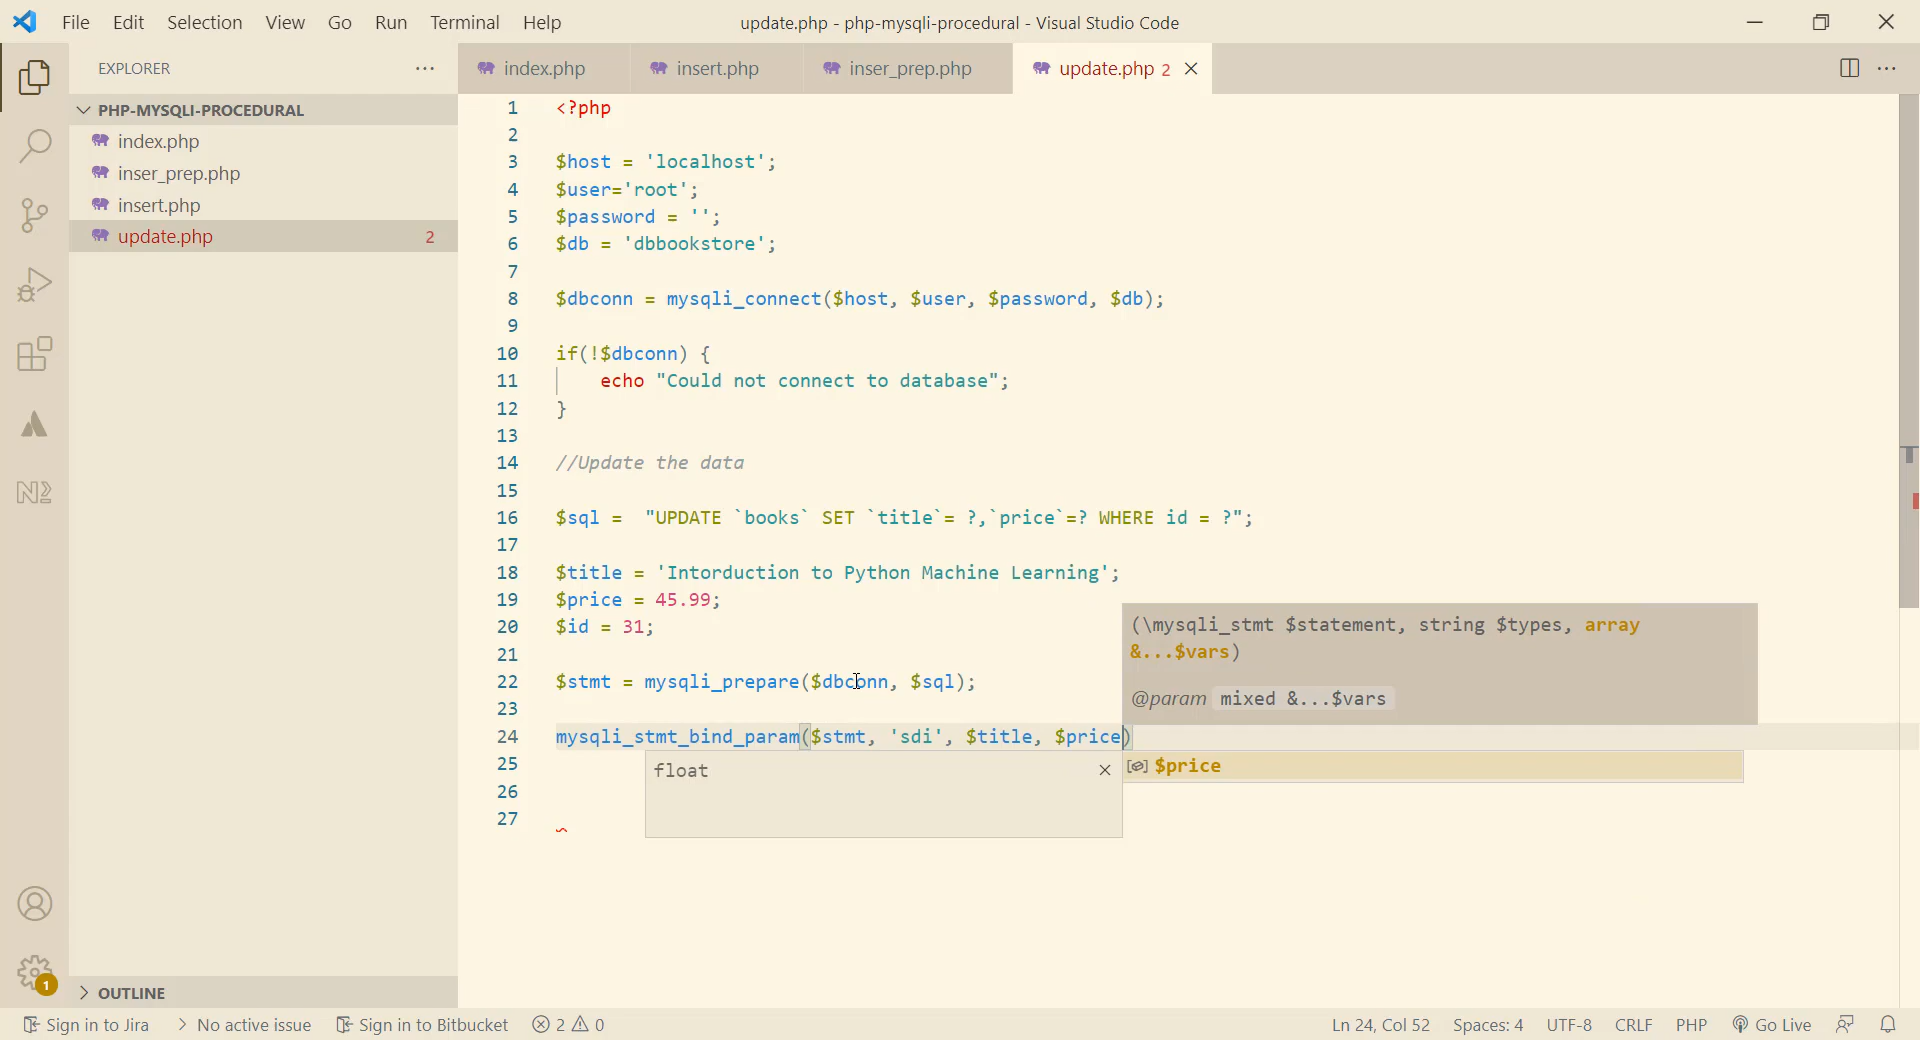 File Edit Selection View Go Run Terminal Help
update.php - php-mysqli-procedural - Visual Studio Code
EXPLORER
index.php
insert.php
inser_prep.php
update.php 2
PHP-MYSQLI-PROCEDURAL
index.php
inser_prep.php
insert.php
update.php 2
1 <?php
2
3 $host = 'localhost';
4 $user='root';
5 $password = '';
6 $db = 'dbbookstore';
7
8 $dbconn = mysqli_connect($host, $user, $password, $db);
9
10 if(!$dbconn) {
11 echo "Could not connect to database";
12 }
13
14 //Update the data
15
16 $sql =  "UPDATE `books` SET `title`= ?,`price`=? WHERE id = ?";
17
18 $title = 'Intorduction to Python Machine Learning';
19 $price = 45.99;
20 $id = 31;
21
22 $stmt = mysqli_prepare($dbconn, $sql);
23
24 mysqli_stmt_bind_param($stmt, 'sdi', $title, $price)
25
26
27
(\mysqli_stmt $statement, string $types, array
&...$vars)
@param mixed &...$vars
$price
float
1
OUTLINE
Sign in to Jira No active issue Sign in to Bitbucket 2 0
Ln 24, Col 52 Spaces: 4 UTF-8 CRLF PHP Go Live